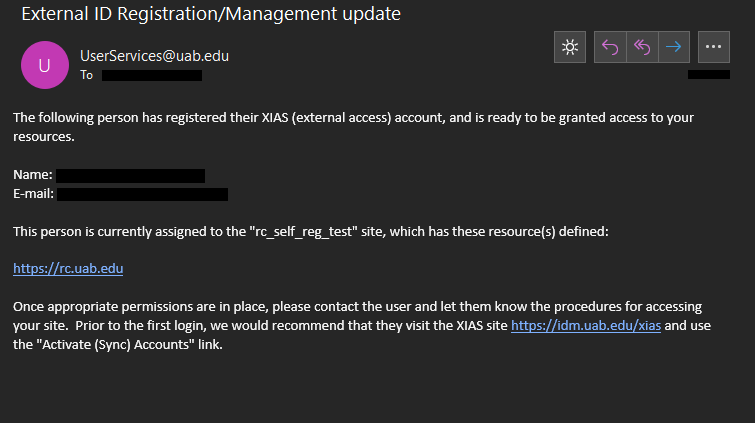 External ID Registration/Management update
U
UserServices@uab.edu
To
The following person has registered their XIAS (external access) account, and is ready to be granted access to your
resources.
Name:
E-mail:
This person is currently assigned to the "rc_self_reg_test" site, which has these resource(s) defined:
https://rc.uab.edu
Once appropriate permissions are in place, please contact the user and let them know the procedures for accessing
your site.  Prior to the first login, we would recommend that they visit the XIAS site https://idm.uab.edu/xias and use
the "Activate (Sync) Accounts" link.